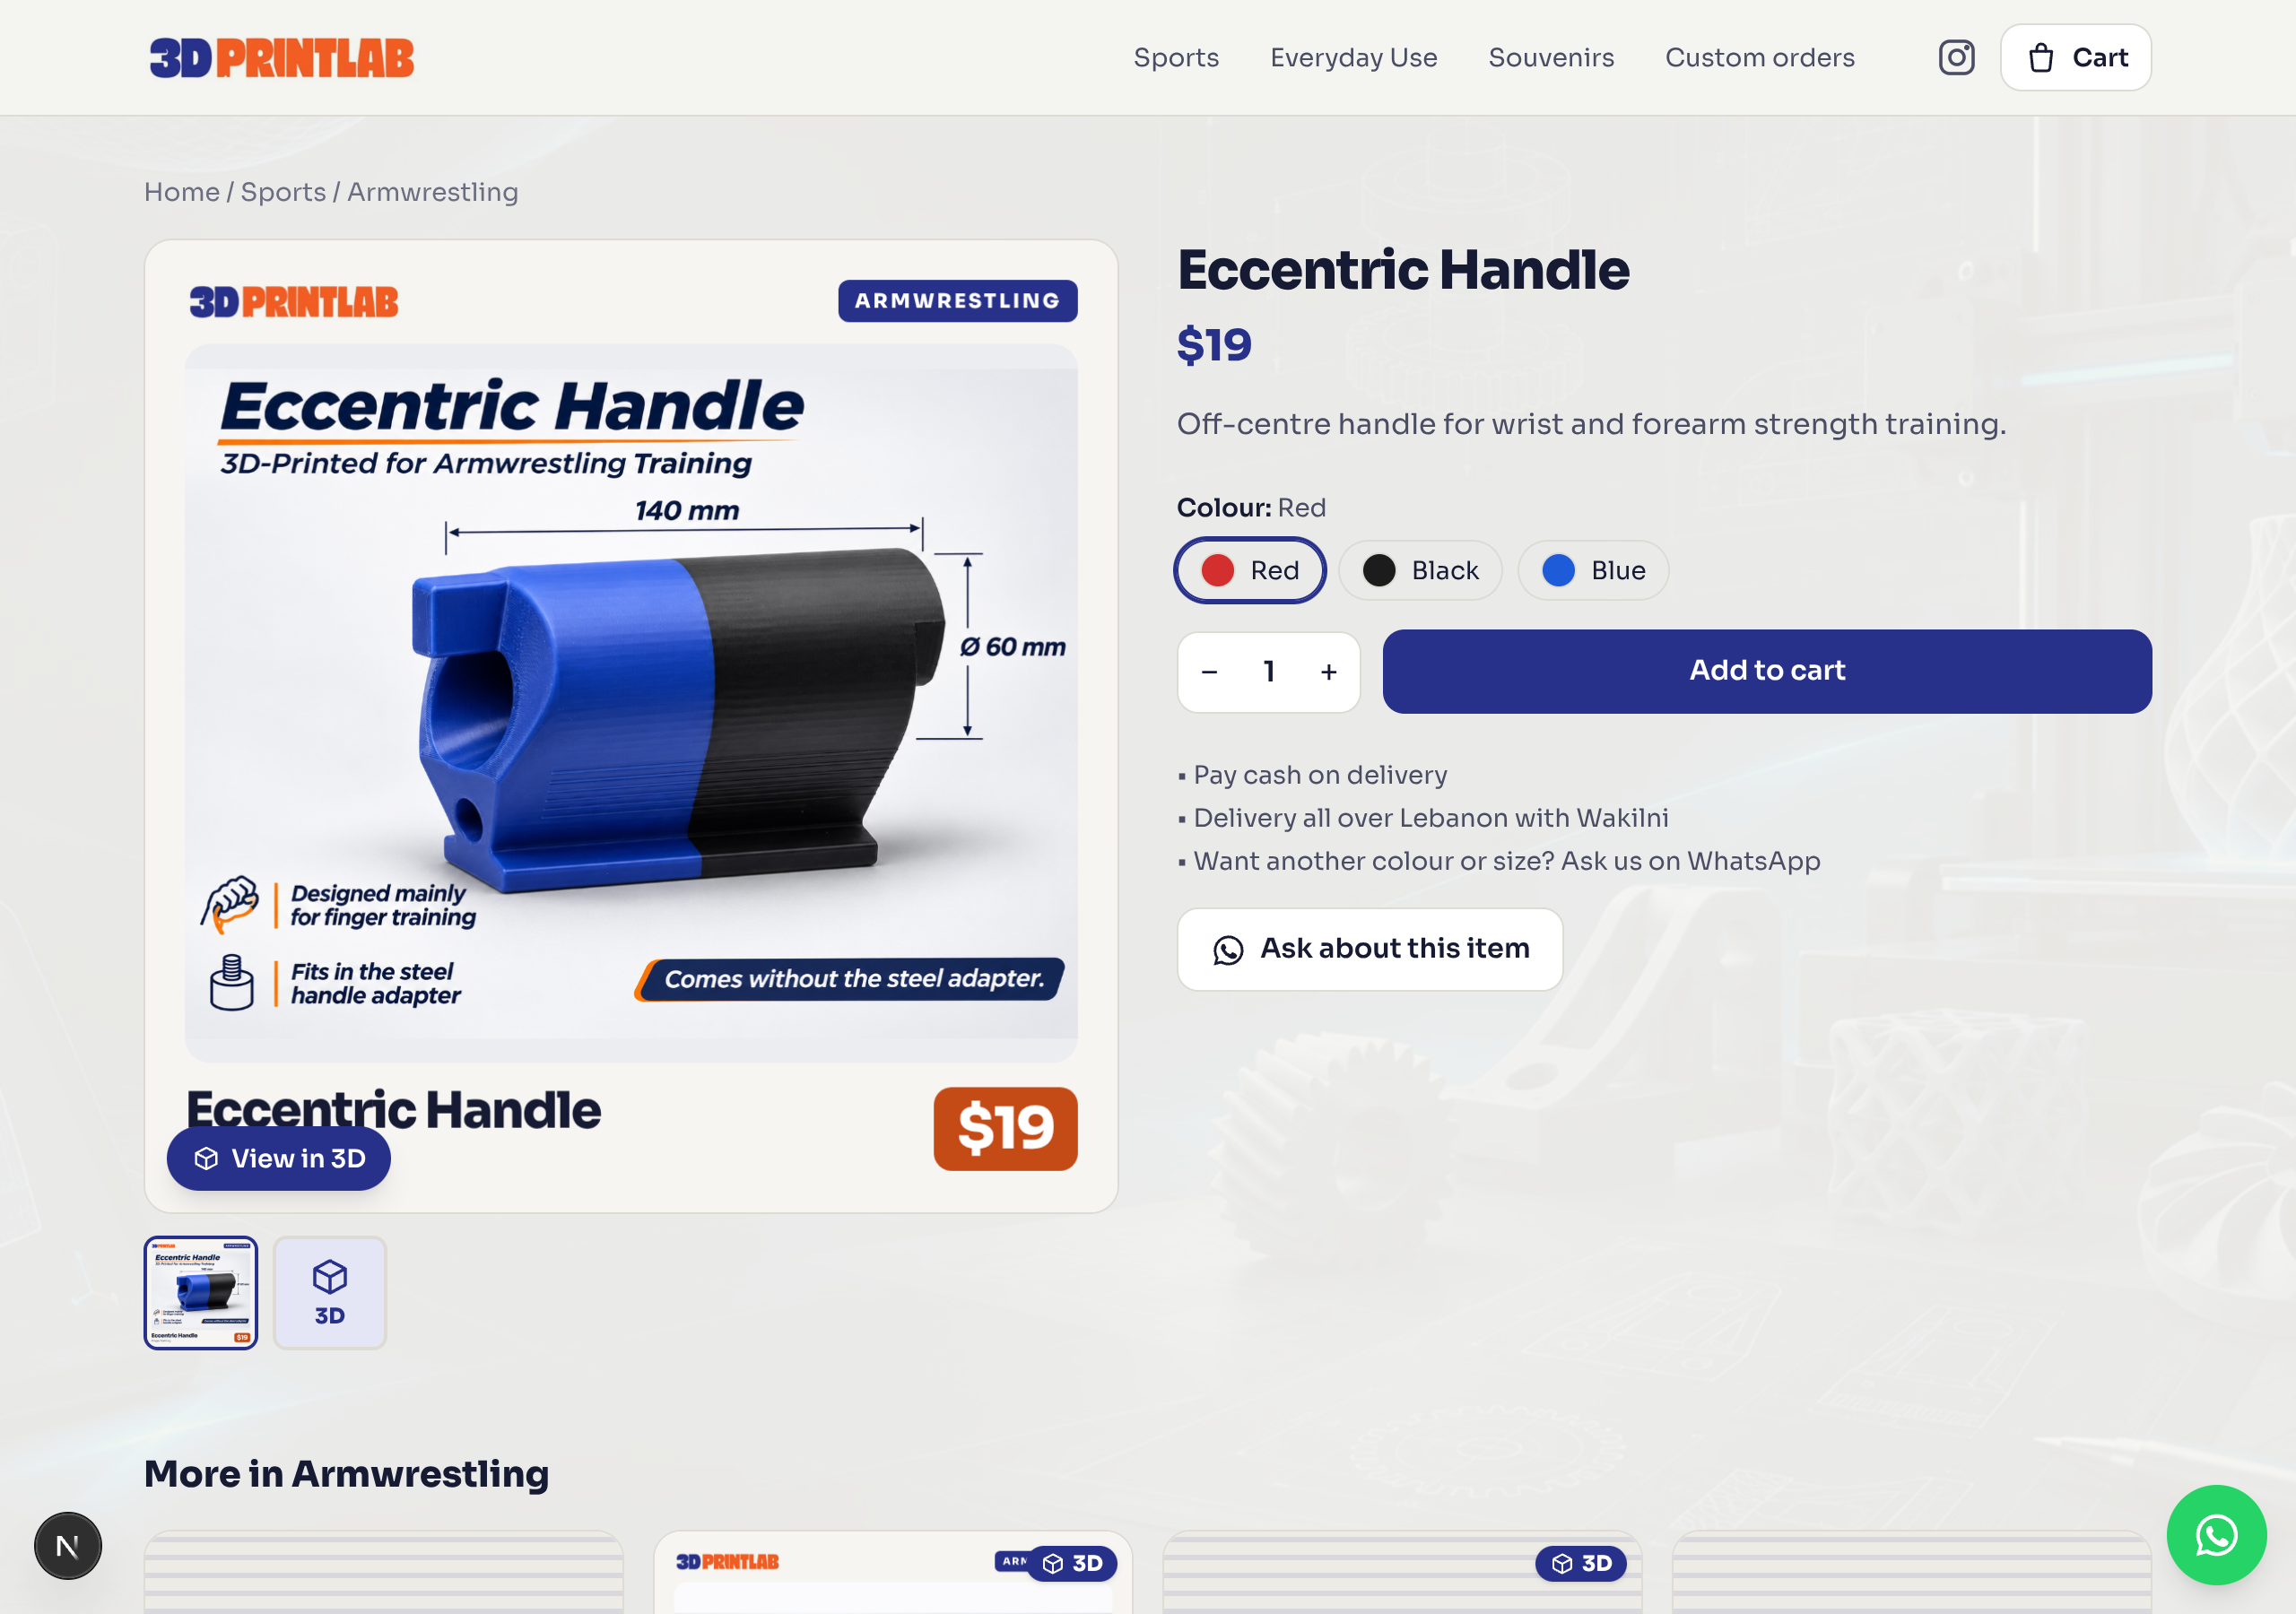 3D PRINTLAB
Sports
Everyday Use
Souvenirs
Custom orders
Cart
Home / Sports / Armwrestling
3D PRINTLAB
ARMWRESTLING
Eccentric Handle
3D-Printed for Armwrestling Training
140 mm
Ø 60 mm
Designed mainly
for finger training
Fits in the steel
handle adapter
Comes without the steel adapter.
Eccentric Handle
$19
View in 3D
3D
Eccentric Handle
$19
Off-centre handle for wrist and forearm strength training.
Colour: Red
Red
Black
Blue
− 1 +
Add to cart
▪ Pay cash on delivery
▪ Delivery all over Lebanon with Wakilni
▪ Want another colour or size? Ask us on WhatsApp
Ask about this item
More in Armwrestling
N
3D PRINTLAB
3D
3D